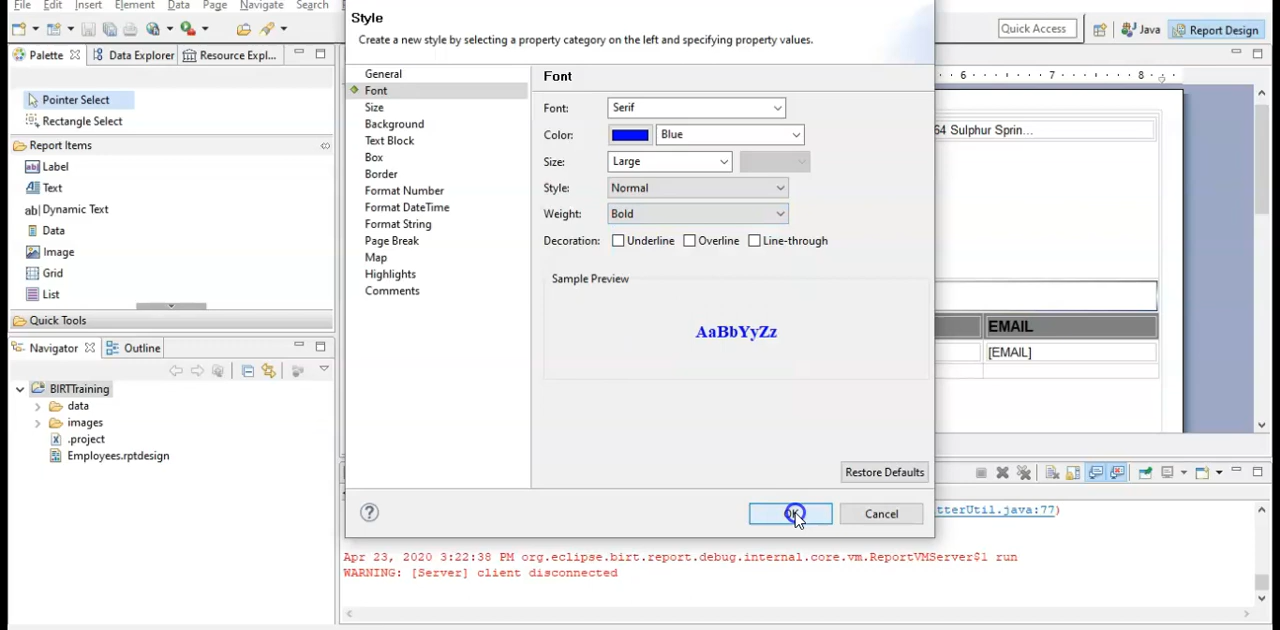 File Edit Insert Element Data Page Navigate Search
Quick Access Java Report Design
Palette Data Explorer Resource Expl...
Pointer Select
Rectangle Select
Report Items
Label
Text
Dynamic Text
Data
Image
Grid
List
Quick Tools
Navigator Outline
BIRTTraining
data
images
.project
Employees.rptdesign
Style
Create a new style by selecting a property category on the left and specifying property values.
General
Font
Size
Background
Text Block
Box
Border
Format Number
Format DateTime
Format String
Page Break
Map
Highlights
Comments
Font
Font: Serif
Color: Blue
Size: Large
Style: Normal
Weight: Bold
Decoration: Underline Overline Line-through
Sample Preview
AaBbYyZz
Restore Defaults
OK Cancel
6 7 8
64 Sulphur Sprin...
EMAIL
[EMAIL]
tterUtil.java:77)
Apr 23, 2020 3:22:38 PM org.eclipse.birt.report.debug.internal.core.vm.ReportVMServer$1 run
WARNING: [Server] client disconnected